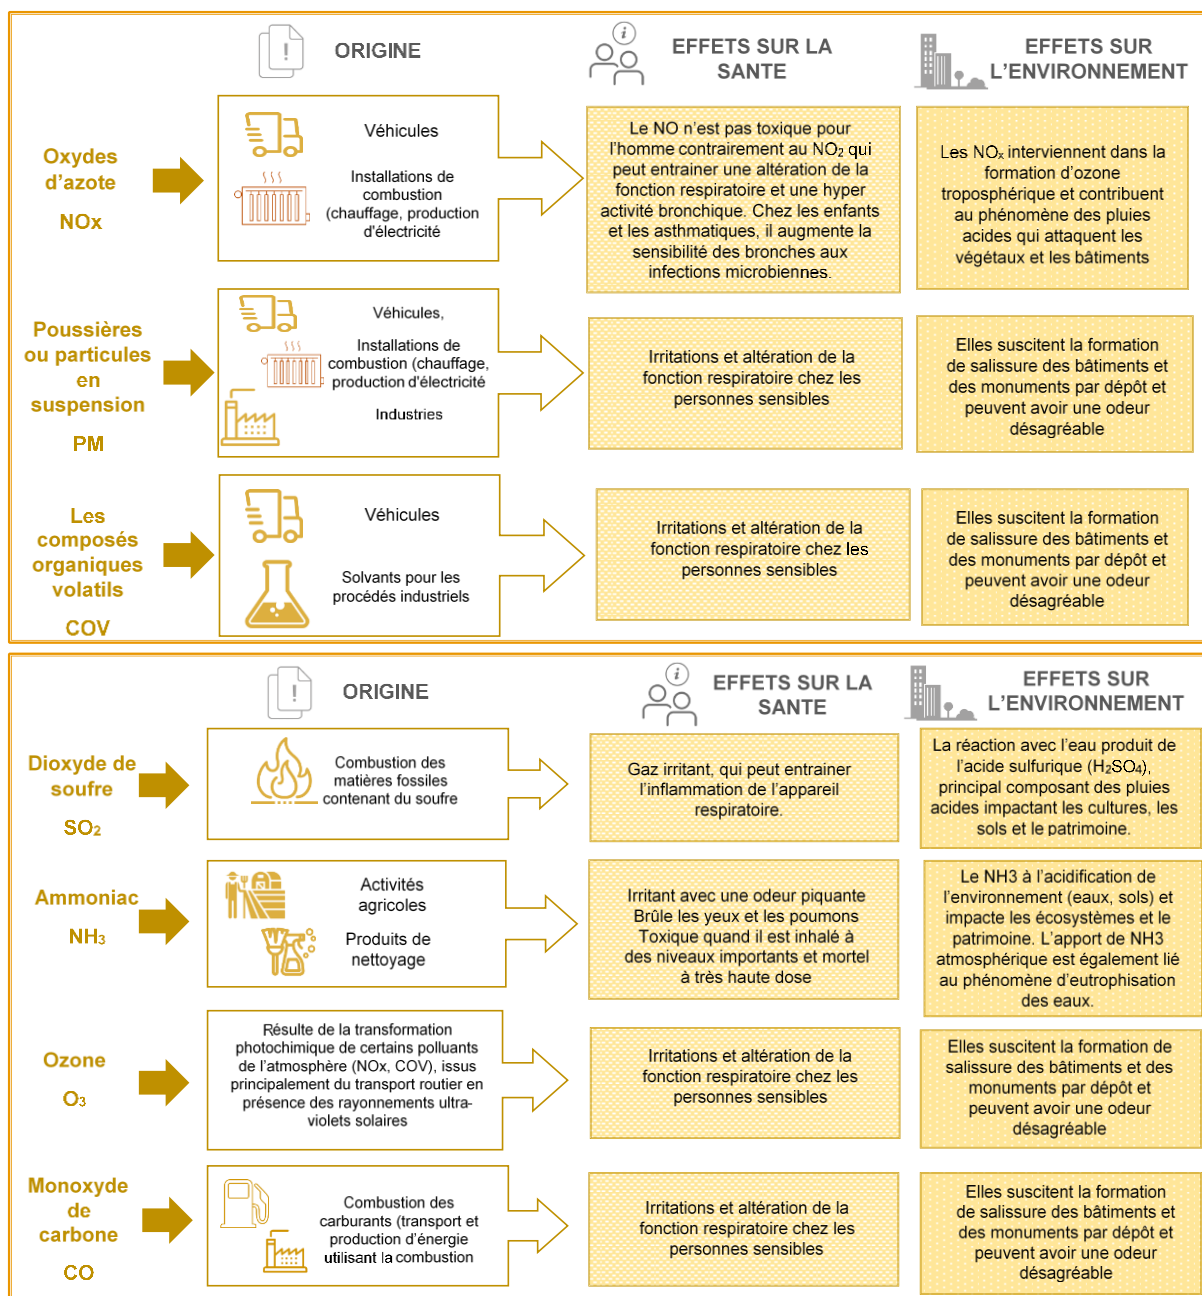 ORIGINE
EFFETS SUR LA
SANTE
EFFETS SUR
L'ENVIRONNEMENT
Oxydes
d'azote
NOx
Véhicules
Installations de
combustion
(chauffage, production
d'électricité
Le NO n'est pas toxique pour
l'homme contrairement au NO₂ qui
peut entrainer une altération de la
fonction respiratoire et une hyper
activité bronchique. Chez les enfants
et les asthmatiques, il augmente la
sensibilité des bronches aux
infections microbiennes.
Les NOₓ interviennent dans la
formation d'ozone
troposphérique et contribuent
au phénomène des pluies
acides qui attaquent les
végétaux et les bâtiments
Poussières
ou particules
en
suspension
PM
Véhicules,
Installations de
combustion (chauffage,
production d'électricité
Industries
Irritations et altération de la
fonction respiratoire chez les
personnes sensibles
Elles suscitent la formation
de salissure des bâtiments et
des monuments par dépôt et
peuvent avoir une odeur
désagréable
Les
composés
organiques
volatils
COV
Véhicules
Solvants pour les
procédés industriels
Irritations et altération de la
fonction respiratoire chez les
personnes sensibles
Elles suscitent la formation
de salissure des bâtiments et
des monuments par dépôt et
peuvent avoir une odeur
désagréable
ORIGINE
EFFETS SUR LA
SANTE
EFFETS SUR
L'ENVIRONNEMENT
Dioxyde de
soufre
SO₂
Combustion des
matières fossiles
contenant du soufre
Gaz irritant, qui peut entrainer
l'inflammation de l'appareil
respiratoire.
La réaction avec l'eau produit de
l'acide sulfurique (H₂SO₄),
principal composant des pluies
acides impactant les cultures, les
sols et le patrimoine.
Ammoniac
NH₃
Activités
agricoles
Produits de
nettoyage
Irritant avec une odeur piquante
Brûle les yeux et les poumons
Toxique quand il est inhalé à
des niveaux importants et mortel
à très haute dose
Le NH3 à l'acidification de
l'environnement (eaux, sols) et
impacte les écosystèmes et le
patrimoine. L'apport de NH3
atmosphérique est également lié
au phénomène d'eutrophisation
des eaux.
Ozone
O₃
Résulte de la transformation
photochimique de certains polluants
de l'atmosphère (NOx, COV), issus
principalement du transport routier en
présence des rayonnements ultra-
violets solaires
Irritations et altération de la
fonction respiratoire chez les
personnes sensibles
Elles suscitent la formation de
salissure des bâtiments et des
monuments par dépôt et
peuvent avoir une odeur
désagréable
Monoxyde
de
carbone
CO
Combustion des
carburants (transport et
production d'énergie
utilisant la combustion
Irritations et altération de la
fonction respiratoire chez les
personnes sensibles
Elles suscitent la formation
de salissure des bâtiments et
des monuments par dépôt et
peuvent avoir une odeur
désagréable